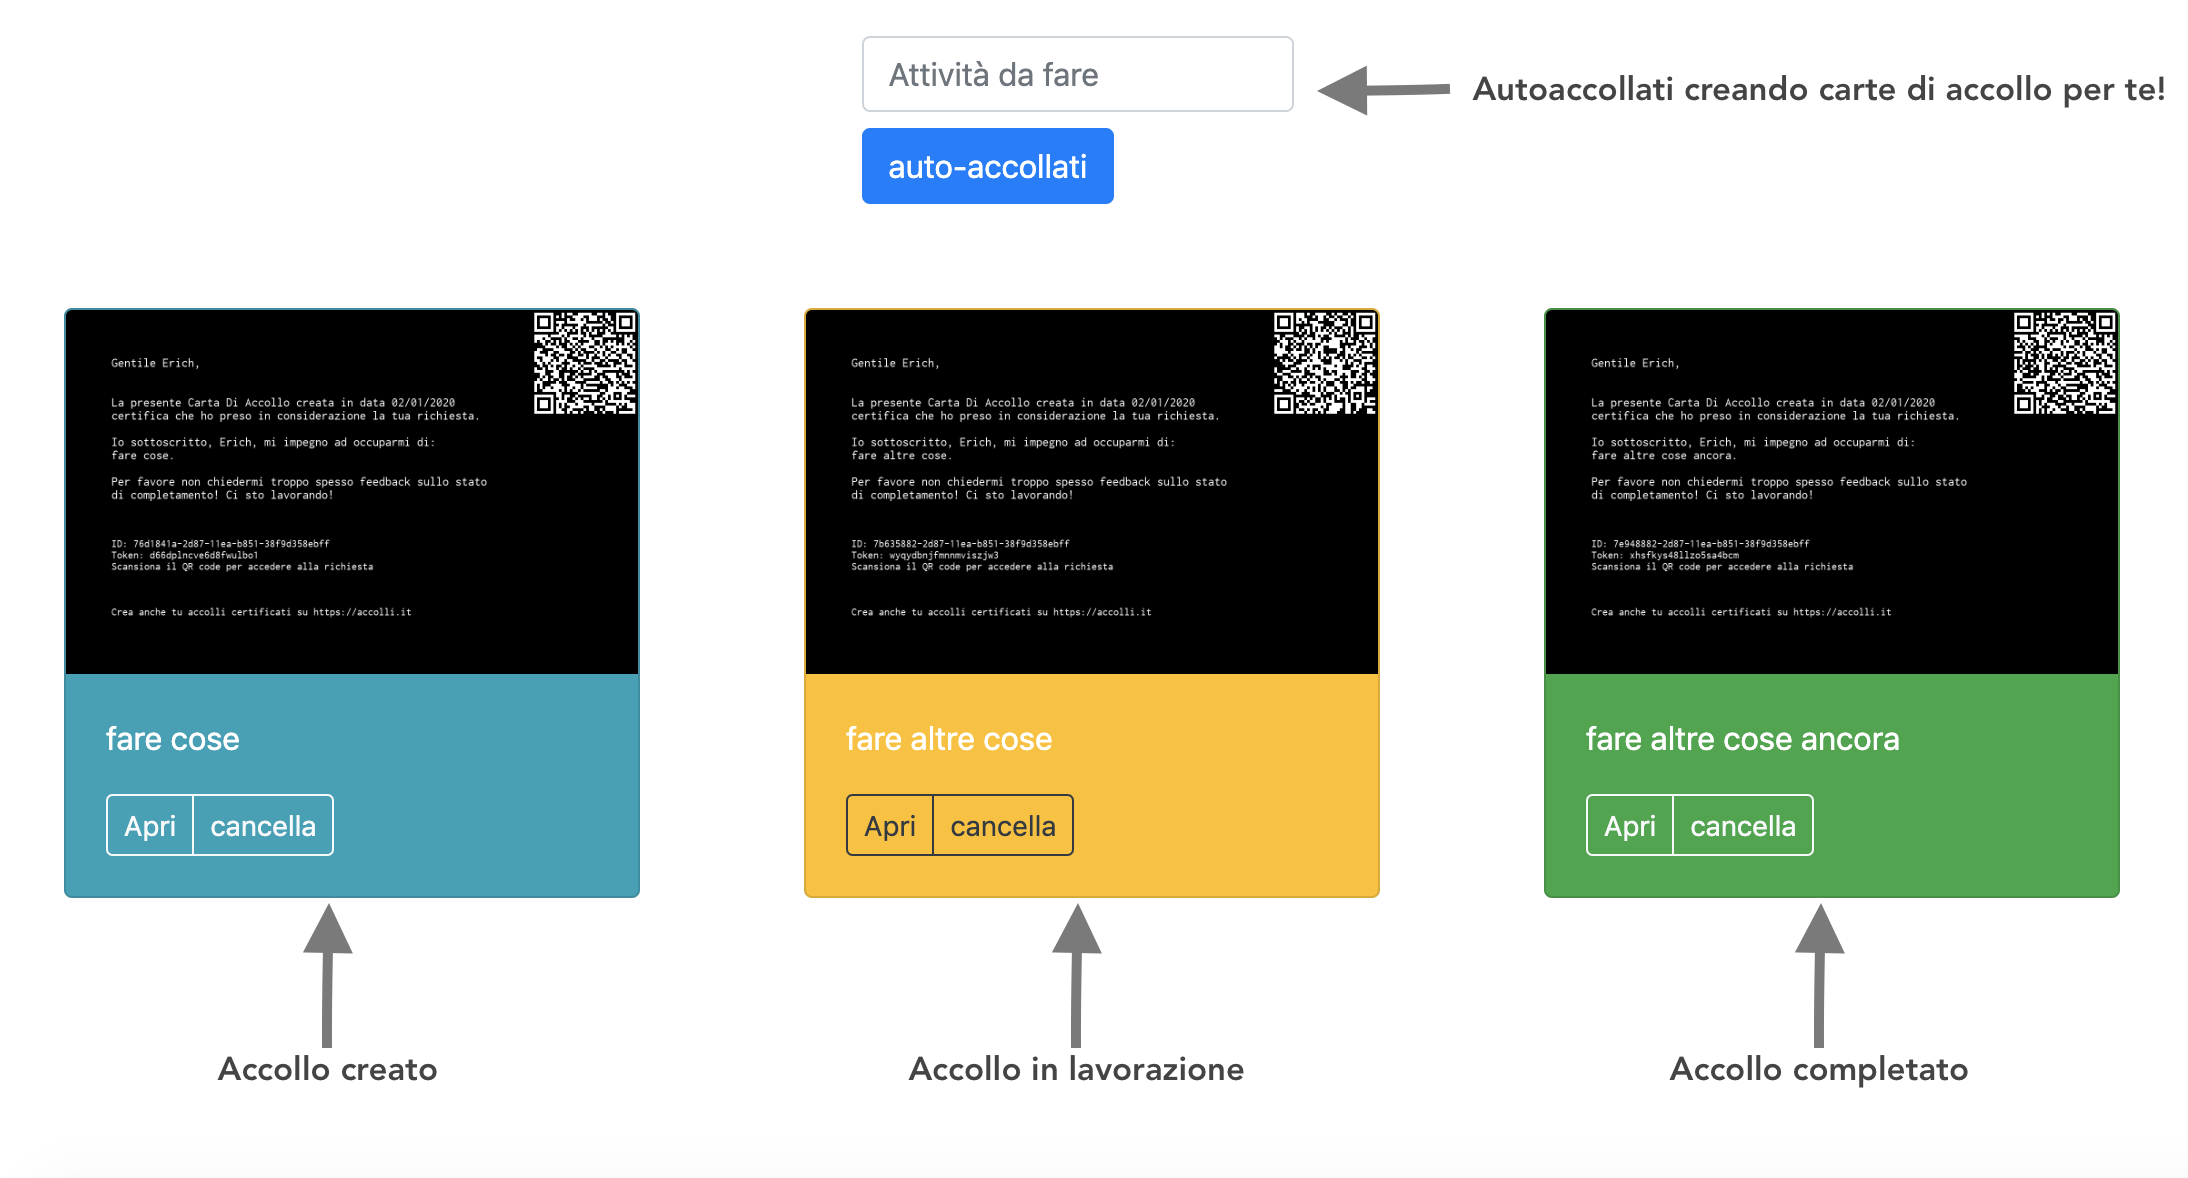 Attività da fare
Autoaccollati creando carte di accollo per te!
auto-accollati
Gentile Erich,
La presente Carta Di Accollo creata in data 02/01/2020
certifica che ho preso in considerazione la tua richiesta.
Io sottoscritto, Erich, mi impegno ad occuparmi di:
fare cose.
Per favore non chiedermi troppo spesso feedback sullo stato
di completamento! Ci sto lavorando!
ID: 76d1841a-2d87-11ea-b851-38f9d358ebff
Token: d66dplncve6d8fwulbo1
Scansiona il QR code per accedere alla richiesta
Crea anche tu accolli certificati su https://accolli.it
fare cose
Apri
cancella
Accollo creato
Gentile Erich,
La presente Carta Di Accollo creata in data 02/01/2020
certifica che ho preso in considerazione la tua richiesta.
Io sottoscritto, Erich, mi impegno ad occuparmi di:
fare altre cose.
Per favore non chiedermi troppo spesso feedback sullo stato
di completamento! Ci sto lavorando!
ID: 7b635882-2d87-11ea-b851-38f9d358ebff
Token: wyqydbnjfmnnmviszjw3
Scansiona il QR code per accedere alla richiesta
Crea anche tu accolli certificati su https://accolli.it
fare altre cose
Apri
cancella
Accollo in lavorazione
Gentile Erich,
La presente Carta Di Accollo creata in data 02/01/2020
certifica che ho preso in considerazione la tua richiesta.
Io sottoscritto, Erich, mi impegno ad occuparmi di:
fare altre cose ancora.
Per favore non chiedermi troppo spesso feedback sullo stato
di completamento! Ci sto lavorando!
ID: 7e948882-2d87-11ea-b851-38f9d358ebff
Token: xhsfkys48llzo5sa4bcm
Scansiona il QR code per accedere alla richiesta
Crea anche tu accolli certificati su https://accolli.it
fare altre cose ancora
Apri
cancella
Accollo completato